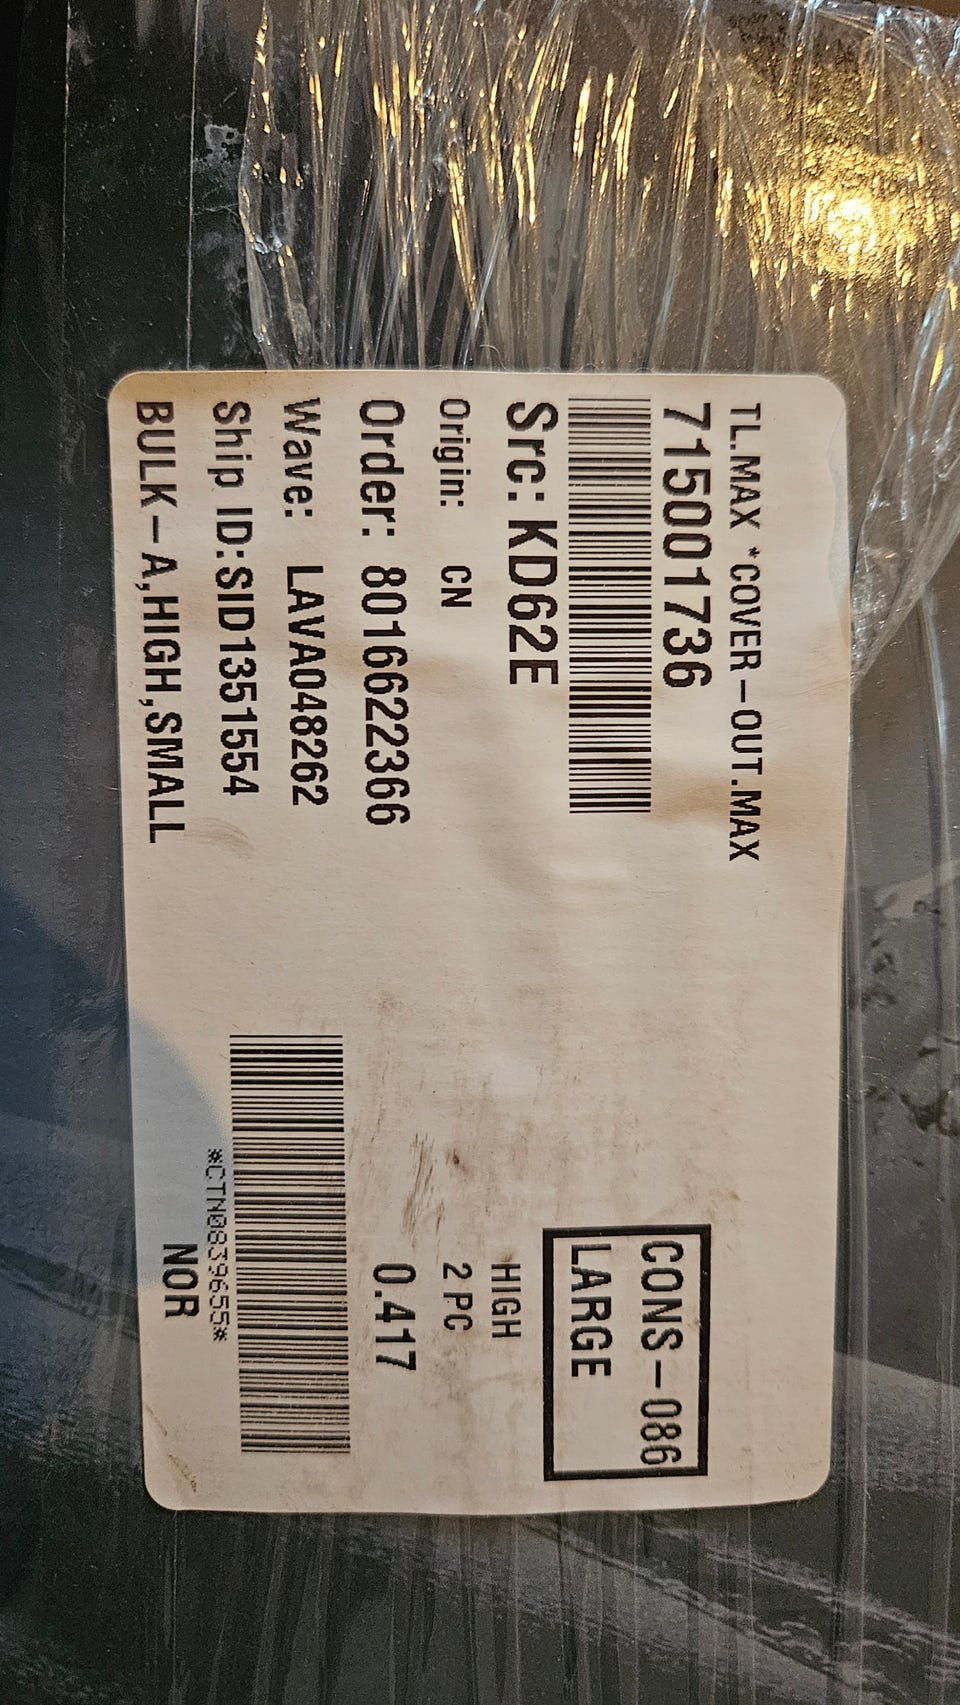 TL.MAX *COVER-OUT.MAX
715001736
CONS-086
LARGE
Src: KD62E
HIGH
Origin: CN
2 PC
Order: 8016622366
0.417
Wave: LAVA048262
Ship ID:SID1351554
*CTN0839655*
BULK-A,HIGH,SMALL
NOR